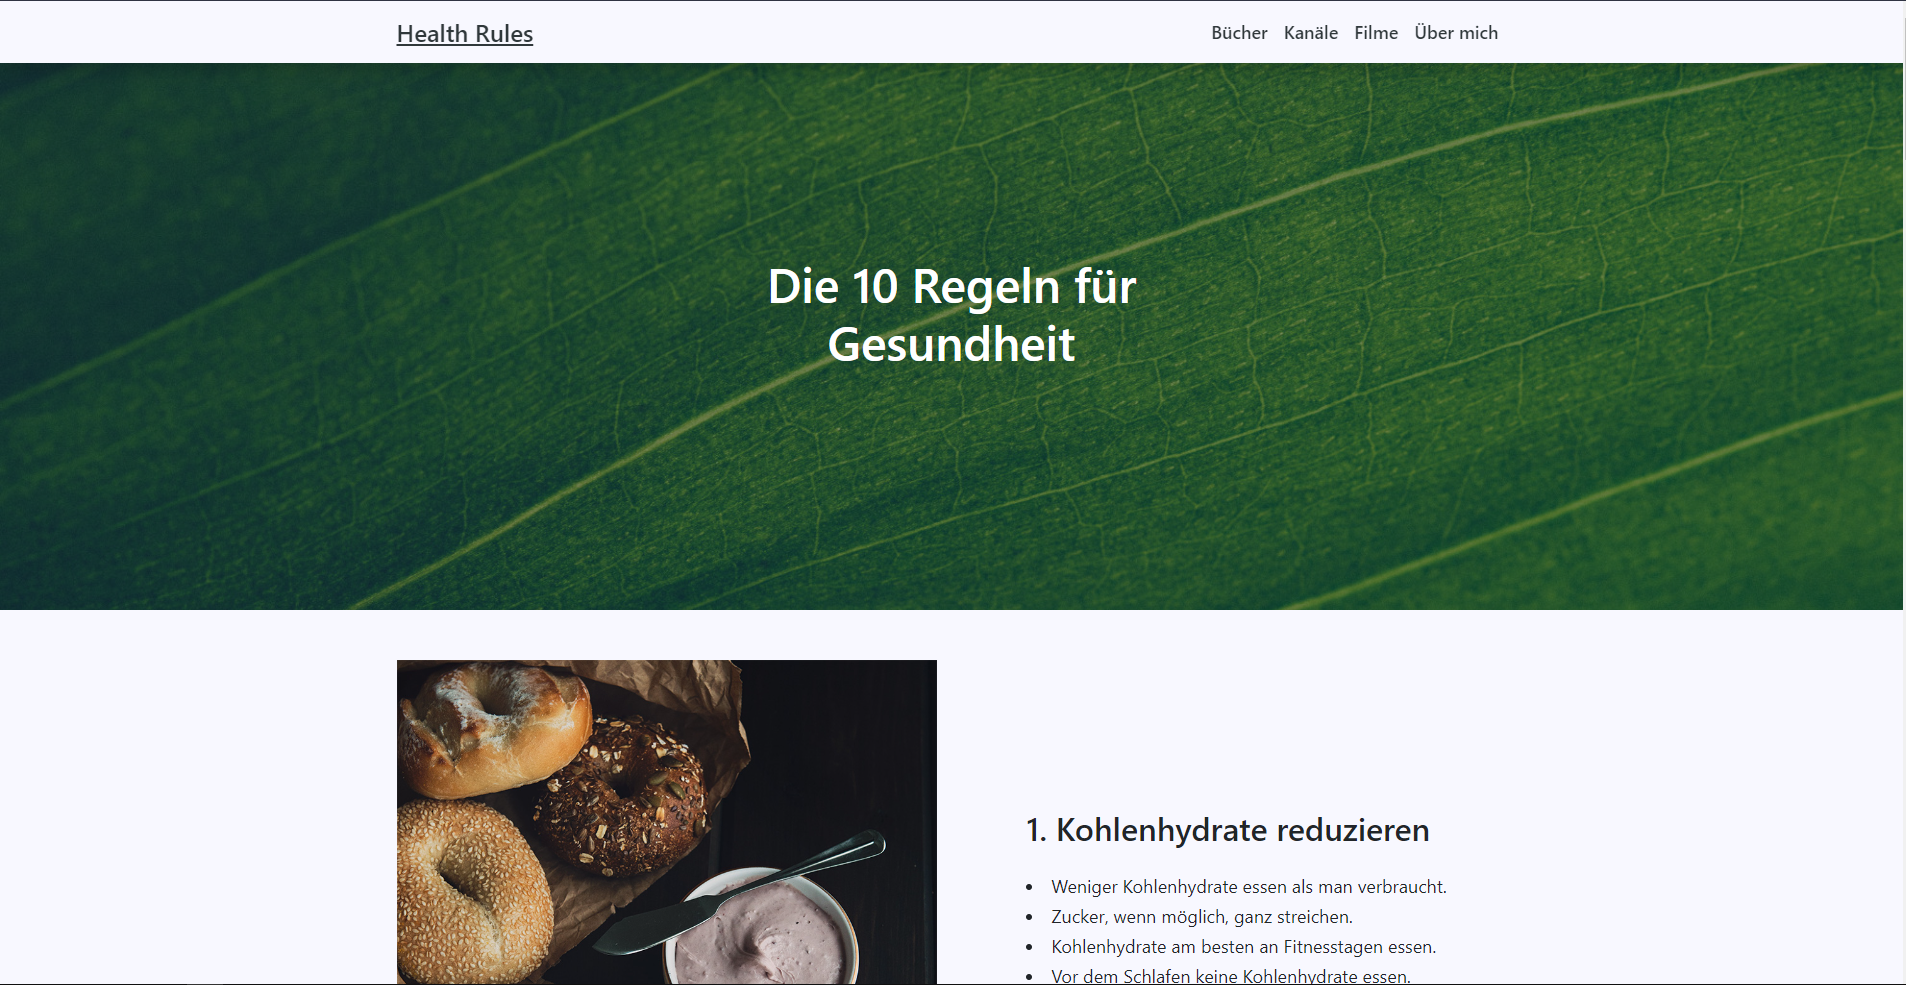 Health Rules
Bücher Kanäle Filme Über mich
Die 10 Regeln für
Gesundheit
1. Kohlenhydrate reduzieren
• Weniger Kohlenhydrate essen als man verbraucht.
• Zucker, wenn möglich, ganz streichen.
• Kohlenhydrate am besten an Fitnesstagen essen.
• Vor dem Schlafen keine Kohlenhydrate essen.